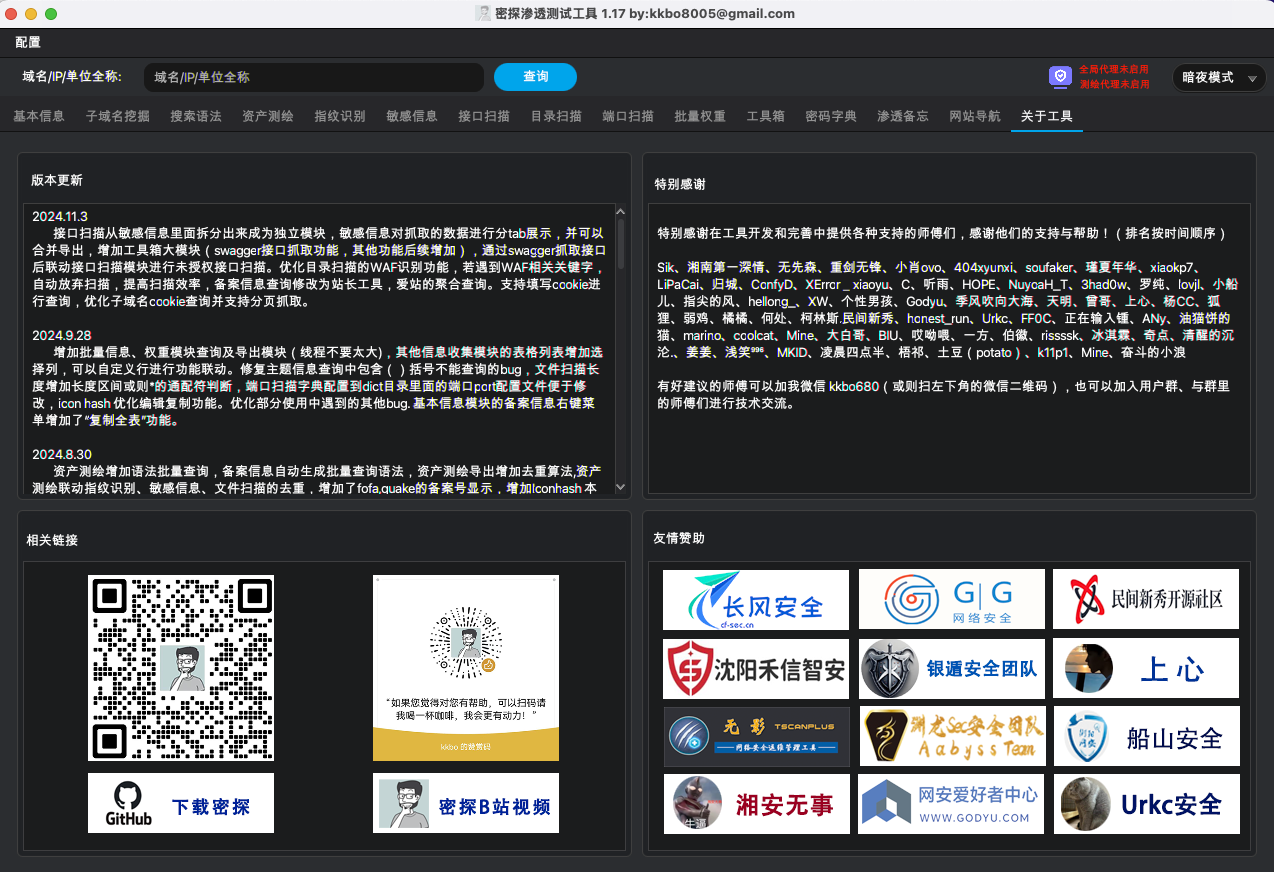 密探渗透测试工具 1.17 by:kkbo8005@gmail.com
配置
域名/IP/单位全称:
域名/IP/单位全称
查询
全局代理未启用
测绘代理未启用
暗夜模式
基本信息 子域名挖掘 搜索语法 资产测绘 指纹识别 敏感信息 接口扫描 目录扫描 端口扫描 批量权重 工具箱 密码字典 渗透备忘 网站导航 关于工具
版本更新
2024.11.3
接口扫描从敏感信息里面拆分出来成为独立模块，敏感信息对抓取的数据进行分tab展示，并可以
合并导出，增加工具箱大模块（swagger接口抓取功能，其他功能后续增加），通过swagger抓取接口
后联动接口扫描模块进行未授权接口扫描。优化目录扫描的WAF识别功能，若遇到WAF相关关键字，
自动放弃扫描，提高扫描效率，备案信息查询修改为站长工具，爱站的聚合查询。支持填写cookie进
行查询，优化子域名cookie查询并支持分页抓取。
2024.9.28
增加批量信息、权重模块查询及导出模块（线程不要太大)，其他信息收集模块的表格列表增加选
择列，可以自定义行进行功能联动。修复主题信息查询中包含（）括号不能查询的bug，文件扫描长
度增加长度区间或则*的通配符判断，端口扫描字典配置到dict目录里面的端口port配置文件便于修
改，icon hash 优化编辑复制功能。优化部分使用中遇到的其他bug. 基本信息模块的备案信息右键菜
单增加了“复制全表”功能。
2024.8.30
资产测绘增加语法批量查询，备案信息自动生成批量查询语法，资产测绘导出增加去重算法,资产
测绘联动指纹识别、敏感信息、文件扫描的去重，增加了fofa,quake的备案号显示，增加Iconhash 本
特别感谢
特别感谢在工具开发和完善中提供各种支持的师傅们，感谢他们的支持与帮助！（排名按时间顺序）
Sik、湘南第一深情、无先森、重剑无锋、小肖ovo、404xyunxi、soufaker、瑾夏年华、xiaokp7、
LiPaCai、归城、ConfyD、XError _ xiaoyu、C、听雨、HOPE、NuycaH_T、3had0w、罗纯、lovjl、小船
儿、指尖的风、hellong_、XW、个性男孩、Godyu、季风吹向大海、天明、曾哥、上心、杨CC、狐
狸、弱鸡、橘橘、何处、柯林斯.民间新秀、honest_run、Urkc、FF0C、正在输入锺、ANy、油猫饼的
猫、marino、coolcat、Mine、大白哥、BIU、哎呦喂、一方、伯徽、rissssk、冰淇霖、奇点、清醒的沉
沦.、姜姜、浅笑⁹⁹⁶、MKID、凌晨四点半、梧祁、土豆（potato）、k11p1、Mine、奋斗的小浪
有好建议的师傅可以加我微信 kkbo680（或则扫左下角的微信二维码），也可以加入用户群、与群里
的师傅们进行技术交流。
相关链接
“如果您觉得对您有帮助，可以扫码请
我喝一杯咖啡，我会更有动力！”
kkbo 的赞赏码
GitHub
下载密探
密探B站视频
友情赞助
长风安全
cf-sec.cn
G|G
网络安全
民间新秀开源社区
沈阳禾信智安
银遁安全团队
上心
无影 TSCANPLUS
网络安全运维管理工具
渊龙Sec安全团队
Aabyss Team
船山安全
牛逼
湘安无事
网安爱好者中心
WWW.GODYU.COM
Urkc安全